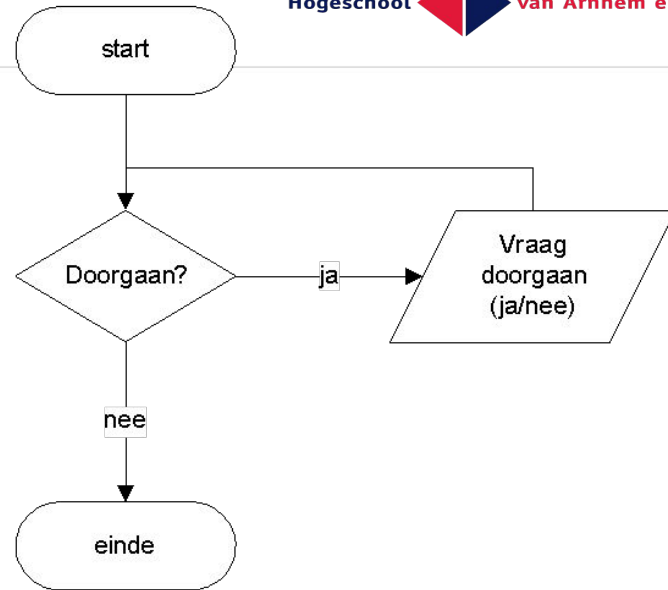 Hogeschool van Arnhem e
start
Doorgaan?
ja
Vraag
doorgaan
(ja/nee)
nee
einde